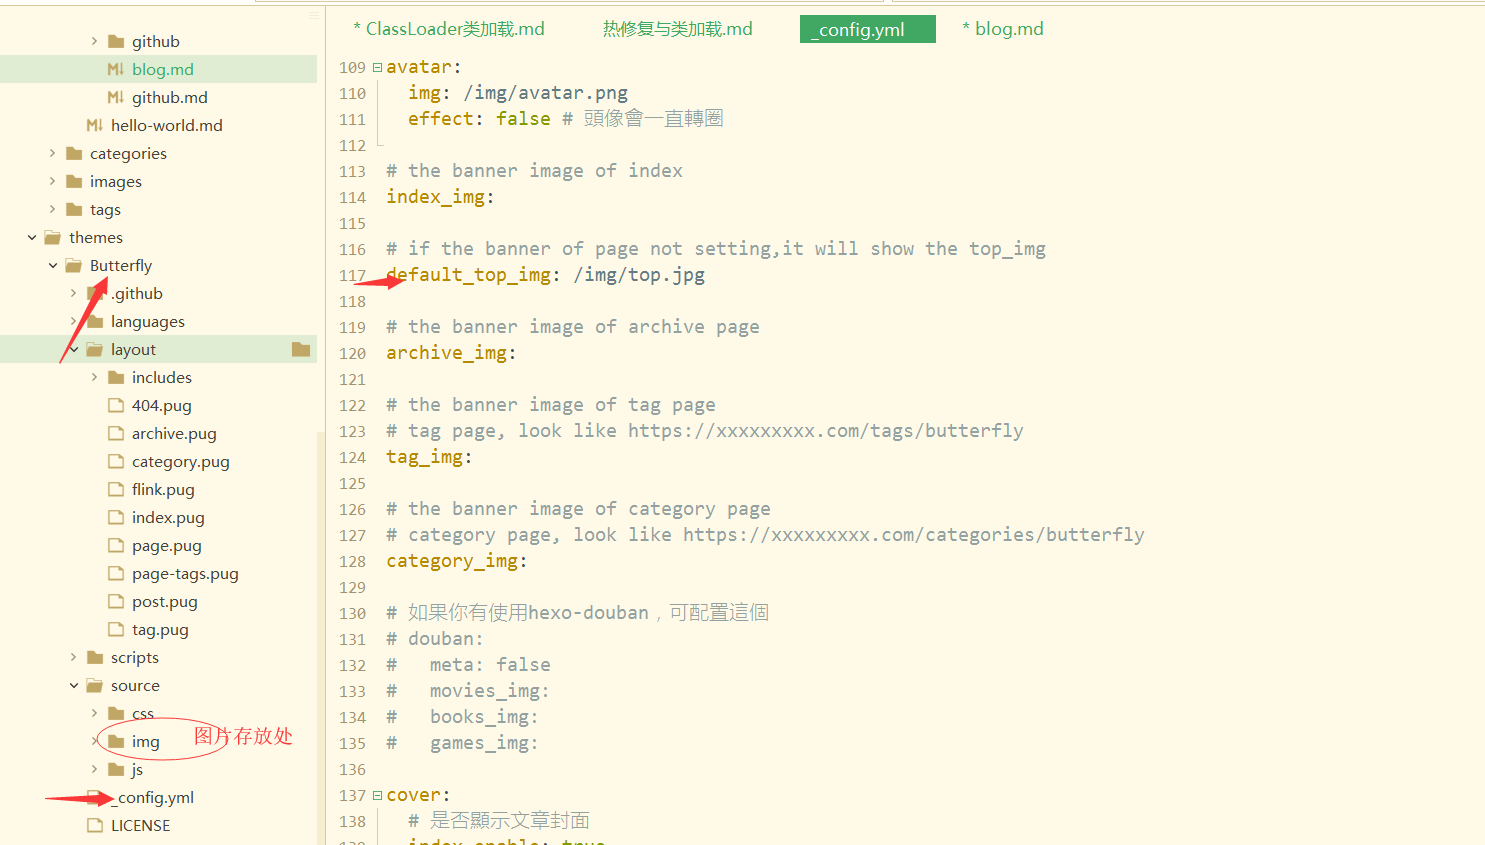 github
blog.md
github.md
hello-world.md
categories
images
tags
themes
Butterfly
.github
languages
layout
includes
404.pug
archive.pug
category.pug
flink.pug
index.pug
page.pug
page-tags.pug
post.pug
tag.pug
scripts
source
css
img 图片存放处
js
_config.yml
LICENSE
* ClassLoader类加载.md 热修复与类加载.md _config.yml * blog.md
109 avatar:
110 img: /img/avatar.png
111 effect: false # 頭像會一直轉圈
112
113 # the banner image of index
114 index_img:
115
116 # if the banner of page not setting,it will show the top_img
117 default_top_img: /img/top.jpg
118
119 # the banner image of archive page
120 archive_img:
121
122 # the banner image of tag page
123 # tag page, look like https://xxxxxxxxx.com/tags/butterfly
124 tag_img:
125
126 # the banner image of category page
127 # category page, look like https://xxxxxxxxx.com/categories/butterfly
128 category_img:
129
130 # 如果你有使用hexo-douban，可配置這個
131 # douban:
132 # meta: false
133 # movies_img:
134 # books_img:
135 # games_img:
136
137 cover:
138 # 是否顯示文章封面
139 index_enable: true